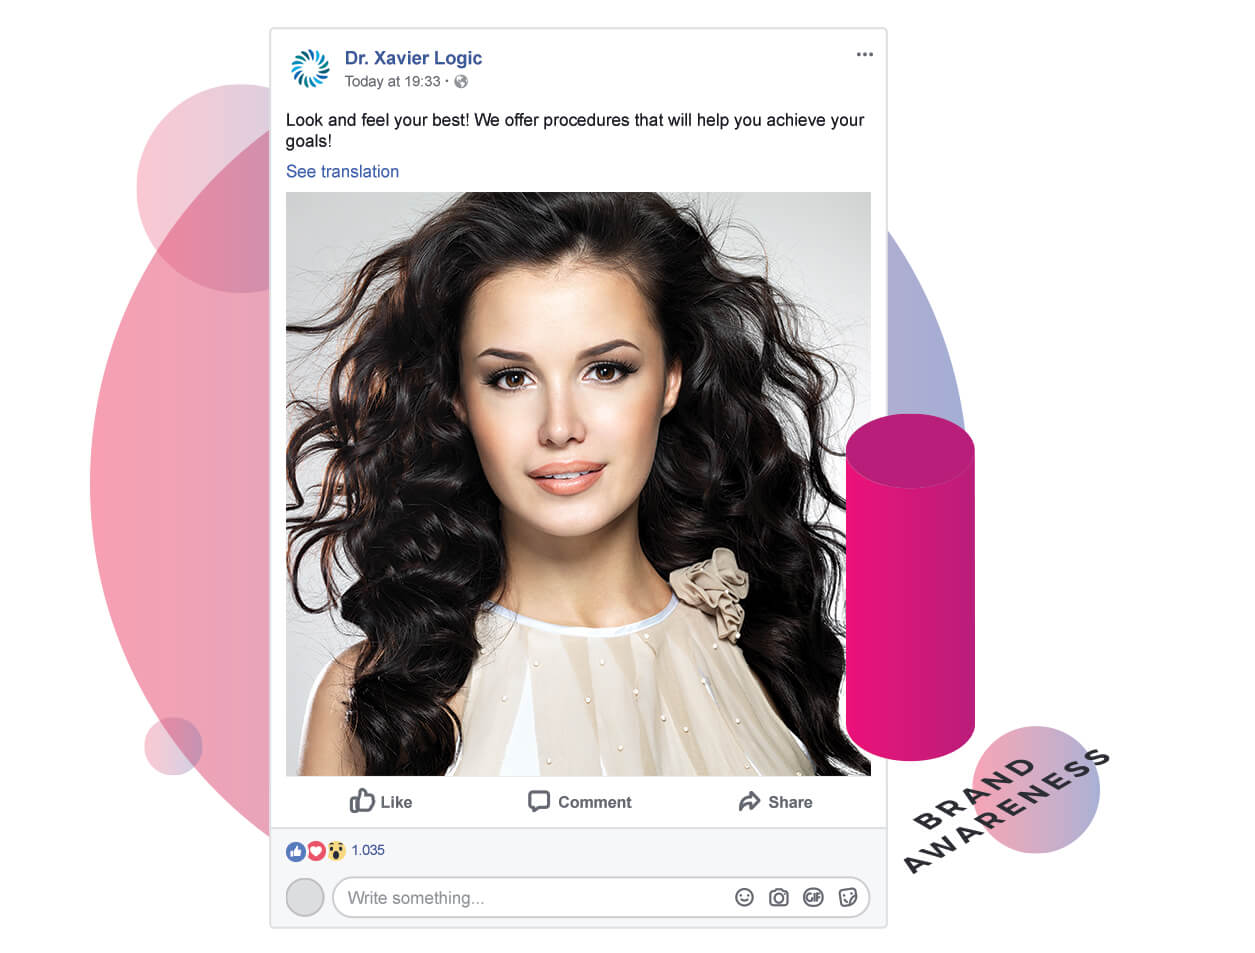 Dr. Xavier Logic
Today at 19:33 ·
Look and feel your best! We offer procedures that will help you achieve your
goals!
See translation
Like Comment Share
1.035
Write something...
GIF
BRAND
AWARENESS